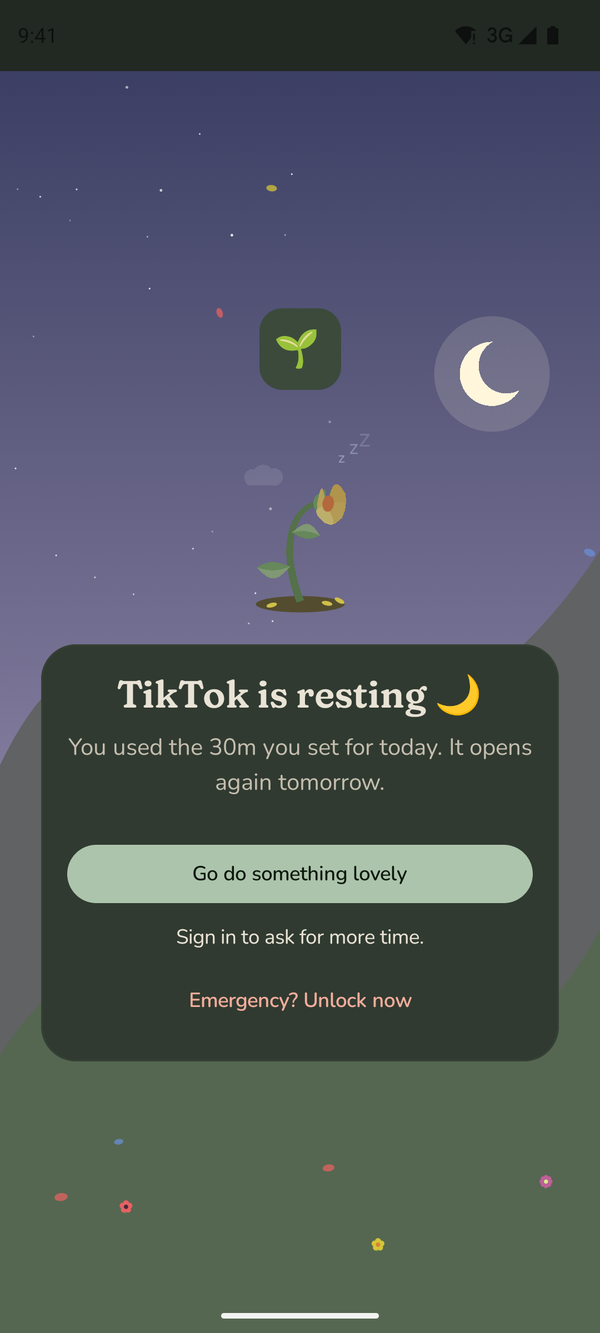 9:41 3G
z z Z
TikTok is resting 🌙
You used the 30m you set for today. It opens
again tomorrow.
Go do something lovely
Sign in to ask for more time.
Emergency? Unlock now